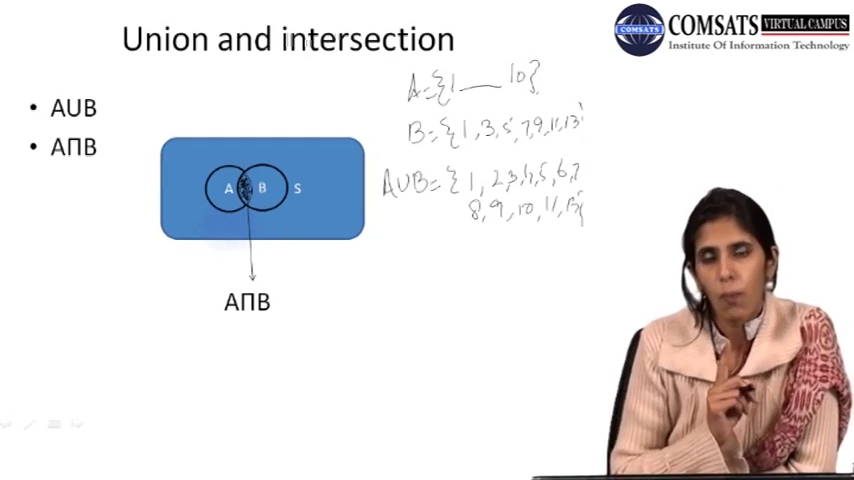 Union and intersection
COMSATS VIRTUAL CAMPUS
Institute Of Information Technology
COMSATS
• AUB
• AΠB
A={1 ___ 10}
B={1,3,5,7,9,11,13}
AUB={1,2,3,4,5,6,7
8,9,10,11,13}
A B S
AΠB